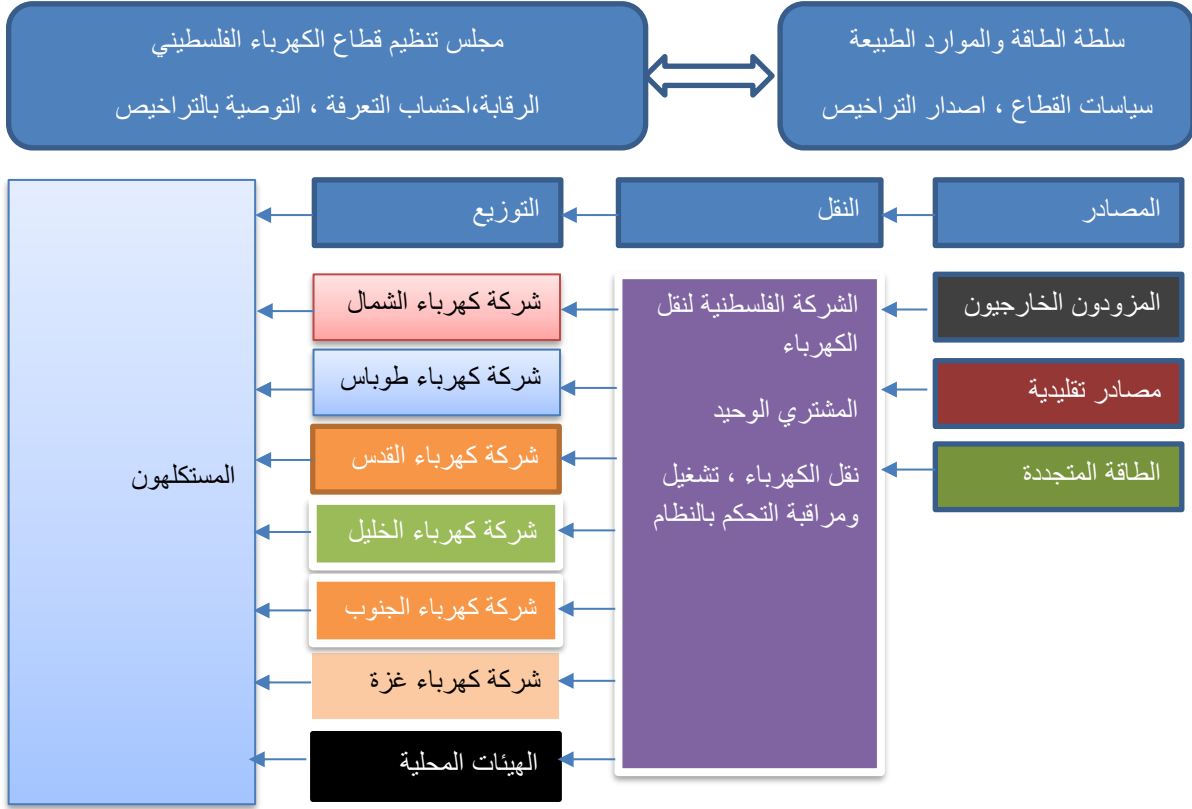 سلطة الطاقة والموارد الطبيعة
سياسات القطاع ، اصدار التراخيص
مجلس تنظيم قطاع الكهرباء الفلسطيني
الرقابة،احتساب التعرفة ، التوصية بالتراخيص
المصادر
النقل
التوزيع
المزودون الخارجيون
مصادر تقليدية
الطاقة المتجددة
الشركة الفلسطنية لنقل
الكهرباء
المشتري الوحيد
نقل الكهرباء ، تشغيل
ومراقبة التحكم بالنظام
شركة كهرباء الشمال
شركة كهرباء طوباس
شركة كهرباء القدس
شركة كهرباء الخليل
شركة كهرباء الجنوب
شركة كهرباء غزة
الهيئات المحلية
المستكلهون